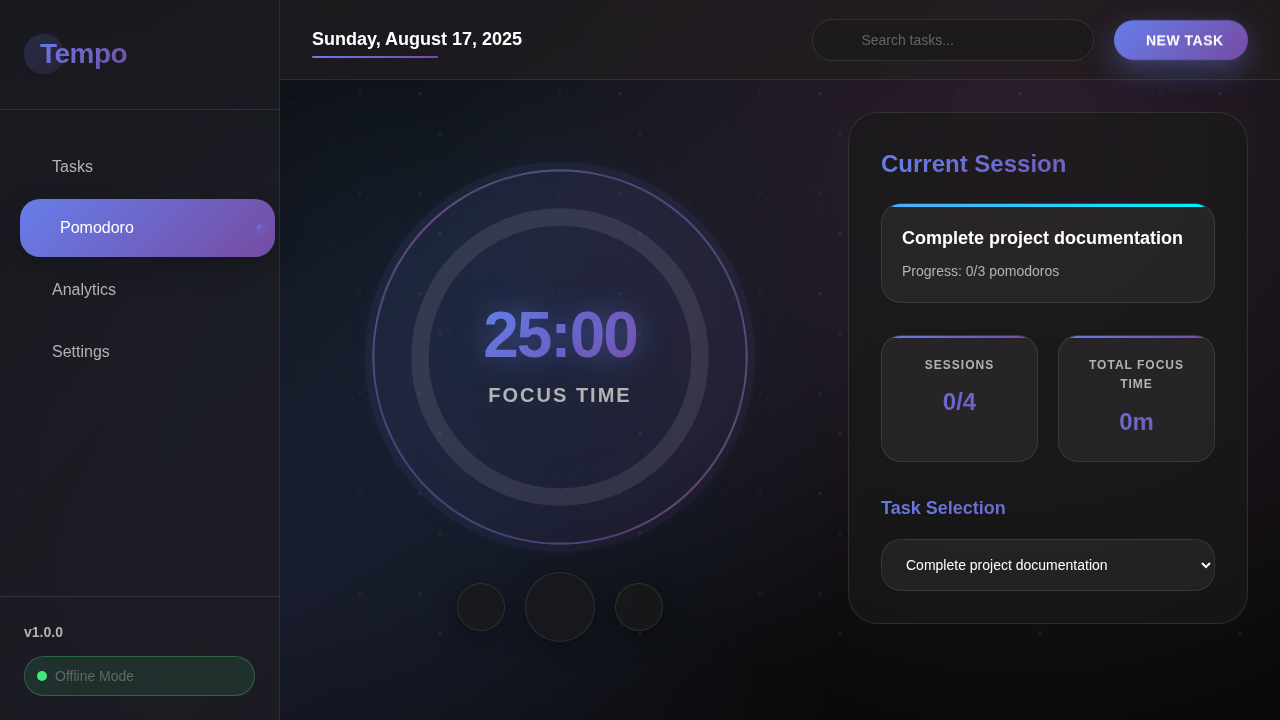 Tempo
Tasks
Pomodoro
Analytics
Settings
v1.0.0
Offline Mode
Sunday, August 17, 2025
Search tasks...
NEW TASK
25:00
FOCUS TIME
Current Session
Complete project documentation
Progress: 0/3 pomodoros
SESSIONS
0/4
TOTAL FOCUS
TIME
0m
Task Selection
Complete project documentation